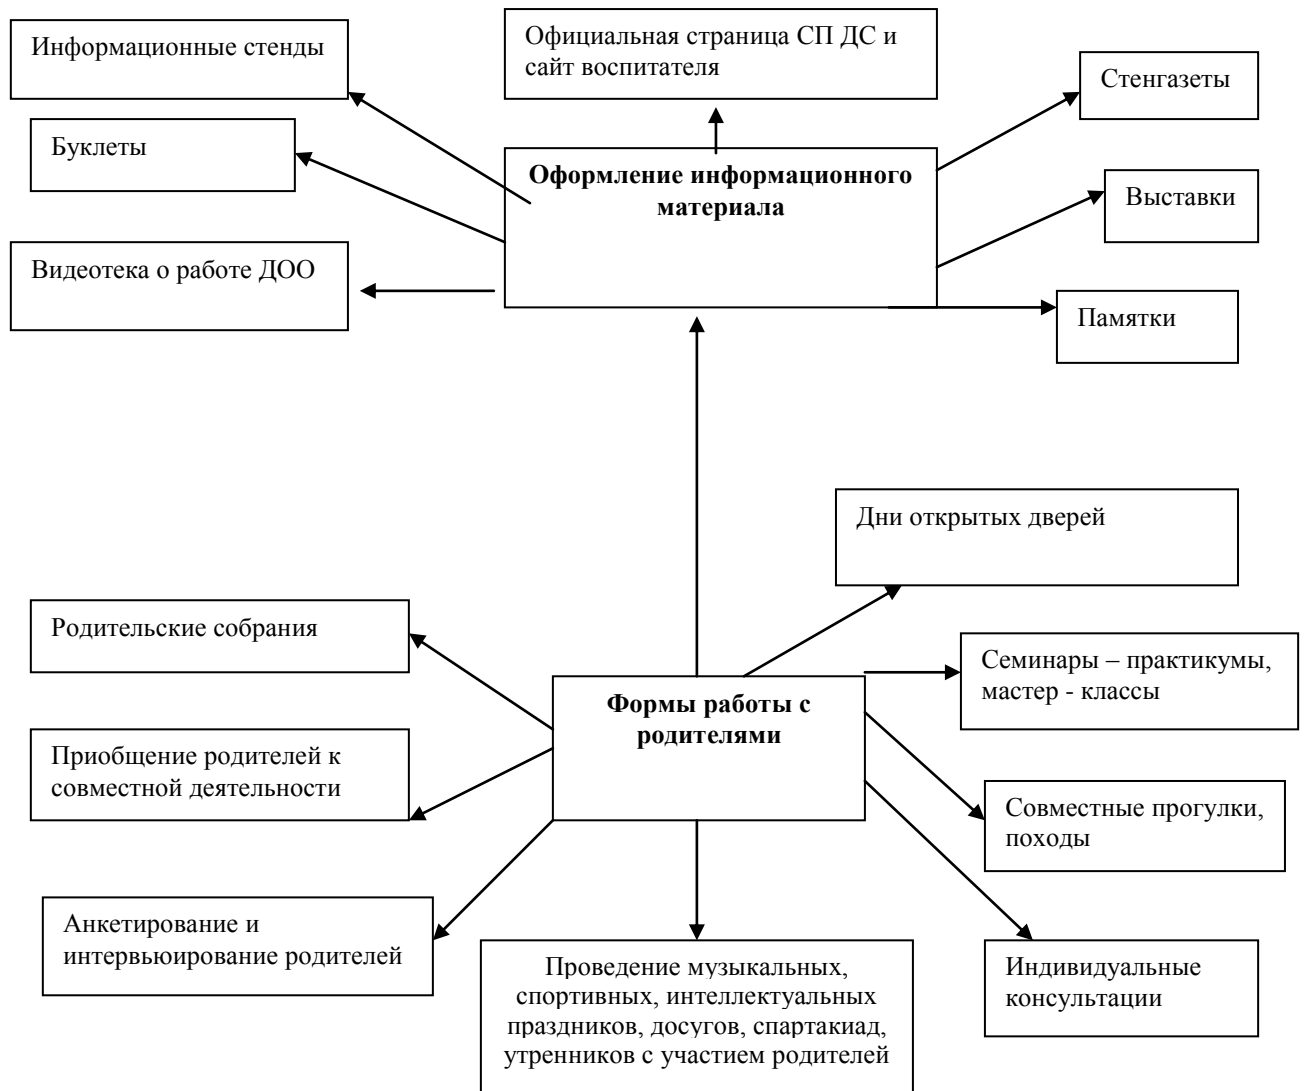 Информационные стенды
Официальная страница СП ДС и
сайт воспитателя
Стенгазеты
Буклеты
Оформление информационного
материала
Выставки
Видеотека о работе ДОО
Памятки
Дни открытых дверей
Родительские собрания
Семинары – практикумы,
мастер - классы
Формы работы с
родителями
Приобщение родителей к
совместной деятельности
Совместные прогулки,
походы
Анкетирование и
интервьюирование родителей
Проведение музыкальных,
спортивных, интеллектуальных
праздников, досугов, спартакиад,
утренников с участием родителей
Индивидуальные
консультации